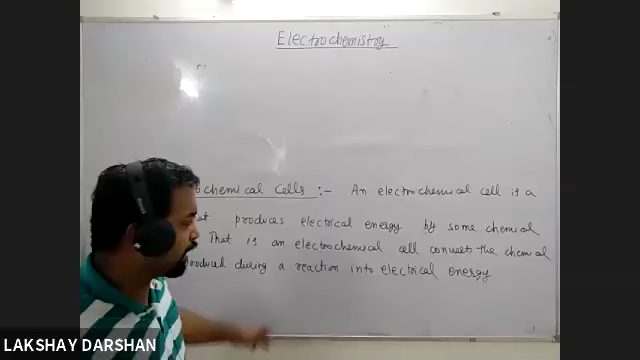 Electrochemistry
ochemical Cells :- An electrochemical cell is a
produces electrical energy by some chemical
That is an electrochemical cell converts the chemical
produced during a reaction into electrical energy
LAKSHAY DARSHAN